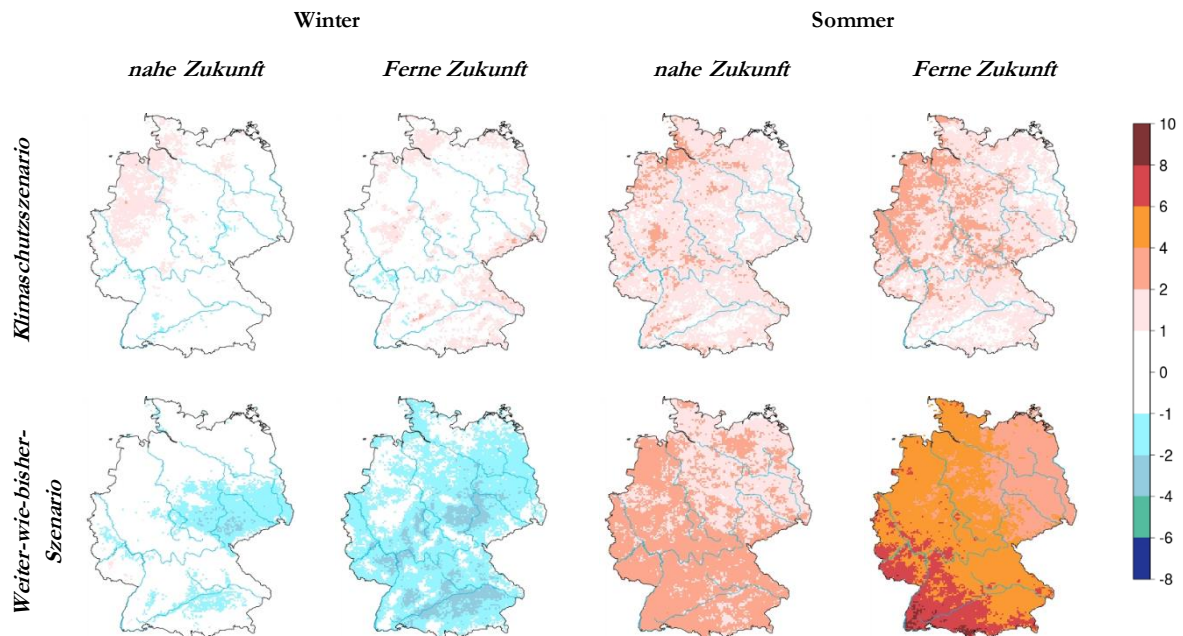 Winter
Sommer
nahe Zukunft
Ferne Zukunft
nahe Zukunft
Ferne Zukunft
Klimaschutzszenario
Weiter-wie-bisher-
Szenario
10
8
6
4
2
1
0
-1
-2
-4
-6
-8